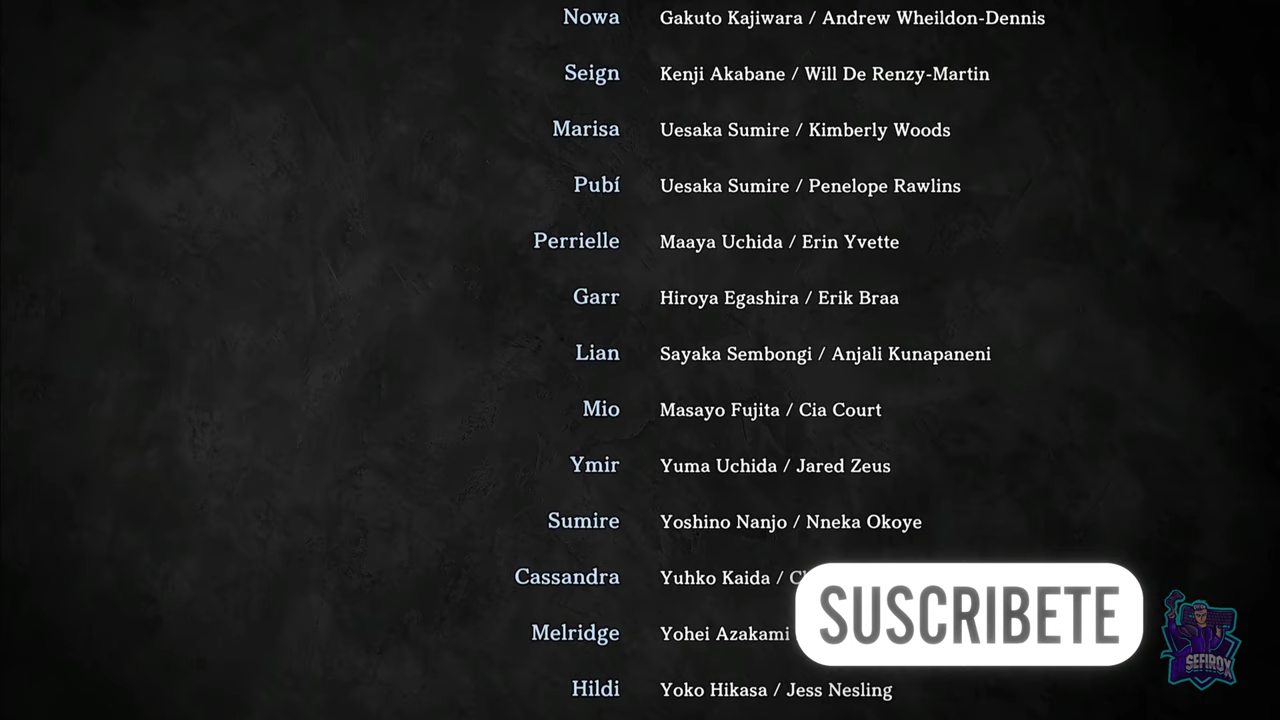 Nowa Gakuto Kajiwara / Andrew Wheildon-Dennis
Seign Kenji Akabane / Will De Renzy-Martin
Marisa Uesaka Sumire / Kimberly Woods
Pubí Uesaka Sumire / Penelope Rawlins
Perrielle Maaya Uchida / Erin Yvette
Garr Hiroya Egashira / Erik Braa
Lian Sayaka Sembongi / Anjali Kunapaneni
Mio Masayo Fujita / Cia Court
Ymir Yuma Uchida / Jared Zeus
Sumire Yoshino Nanjo / Nneka Okoye
Cassandra Yuhko Kaida /
Melridge Yohei Azakami
Hildi Yoko Hikasa / Jess Nesling
SUSCRIBETE
SEFIROX